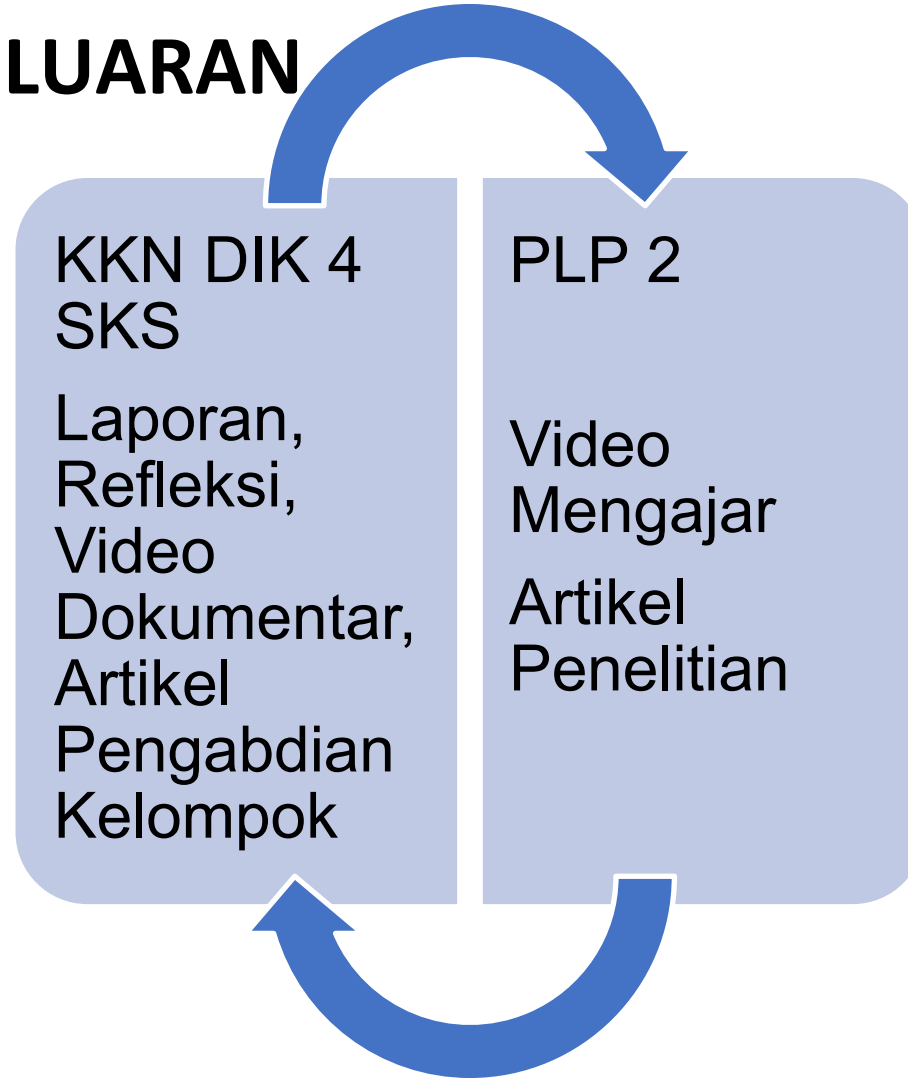 LUARAN
KKN DIK 4
SKS
Laporan,
Refleksi,
Video
Dokumentar,
Artikel
Pengabdian
Kelompok
PLP 2
Video
Mengajar
Artikel
Penelitian